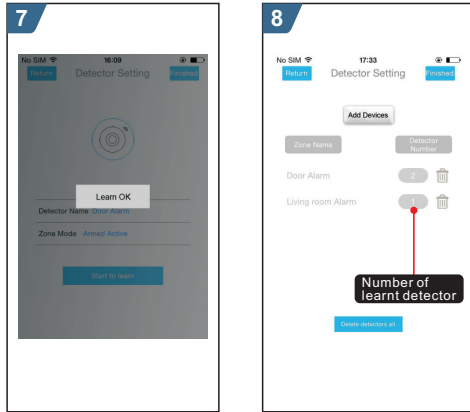 7
No SIM 16:09
Return Detector Setting Finished
Learn OK
Detector Name Door Alarm
Zone Mode Armed Active
Start to learn
8
No SIM 17:33
Return Detector Setting Finished
Add Devices
Zone Name
Detector
Number
Door Alarm 2
Living room Alarm 1
Number of
learnt detector
Delete detectors all